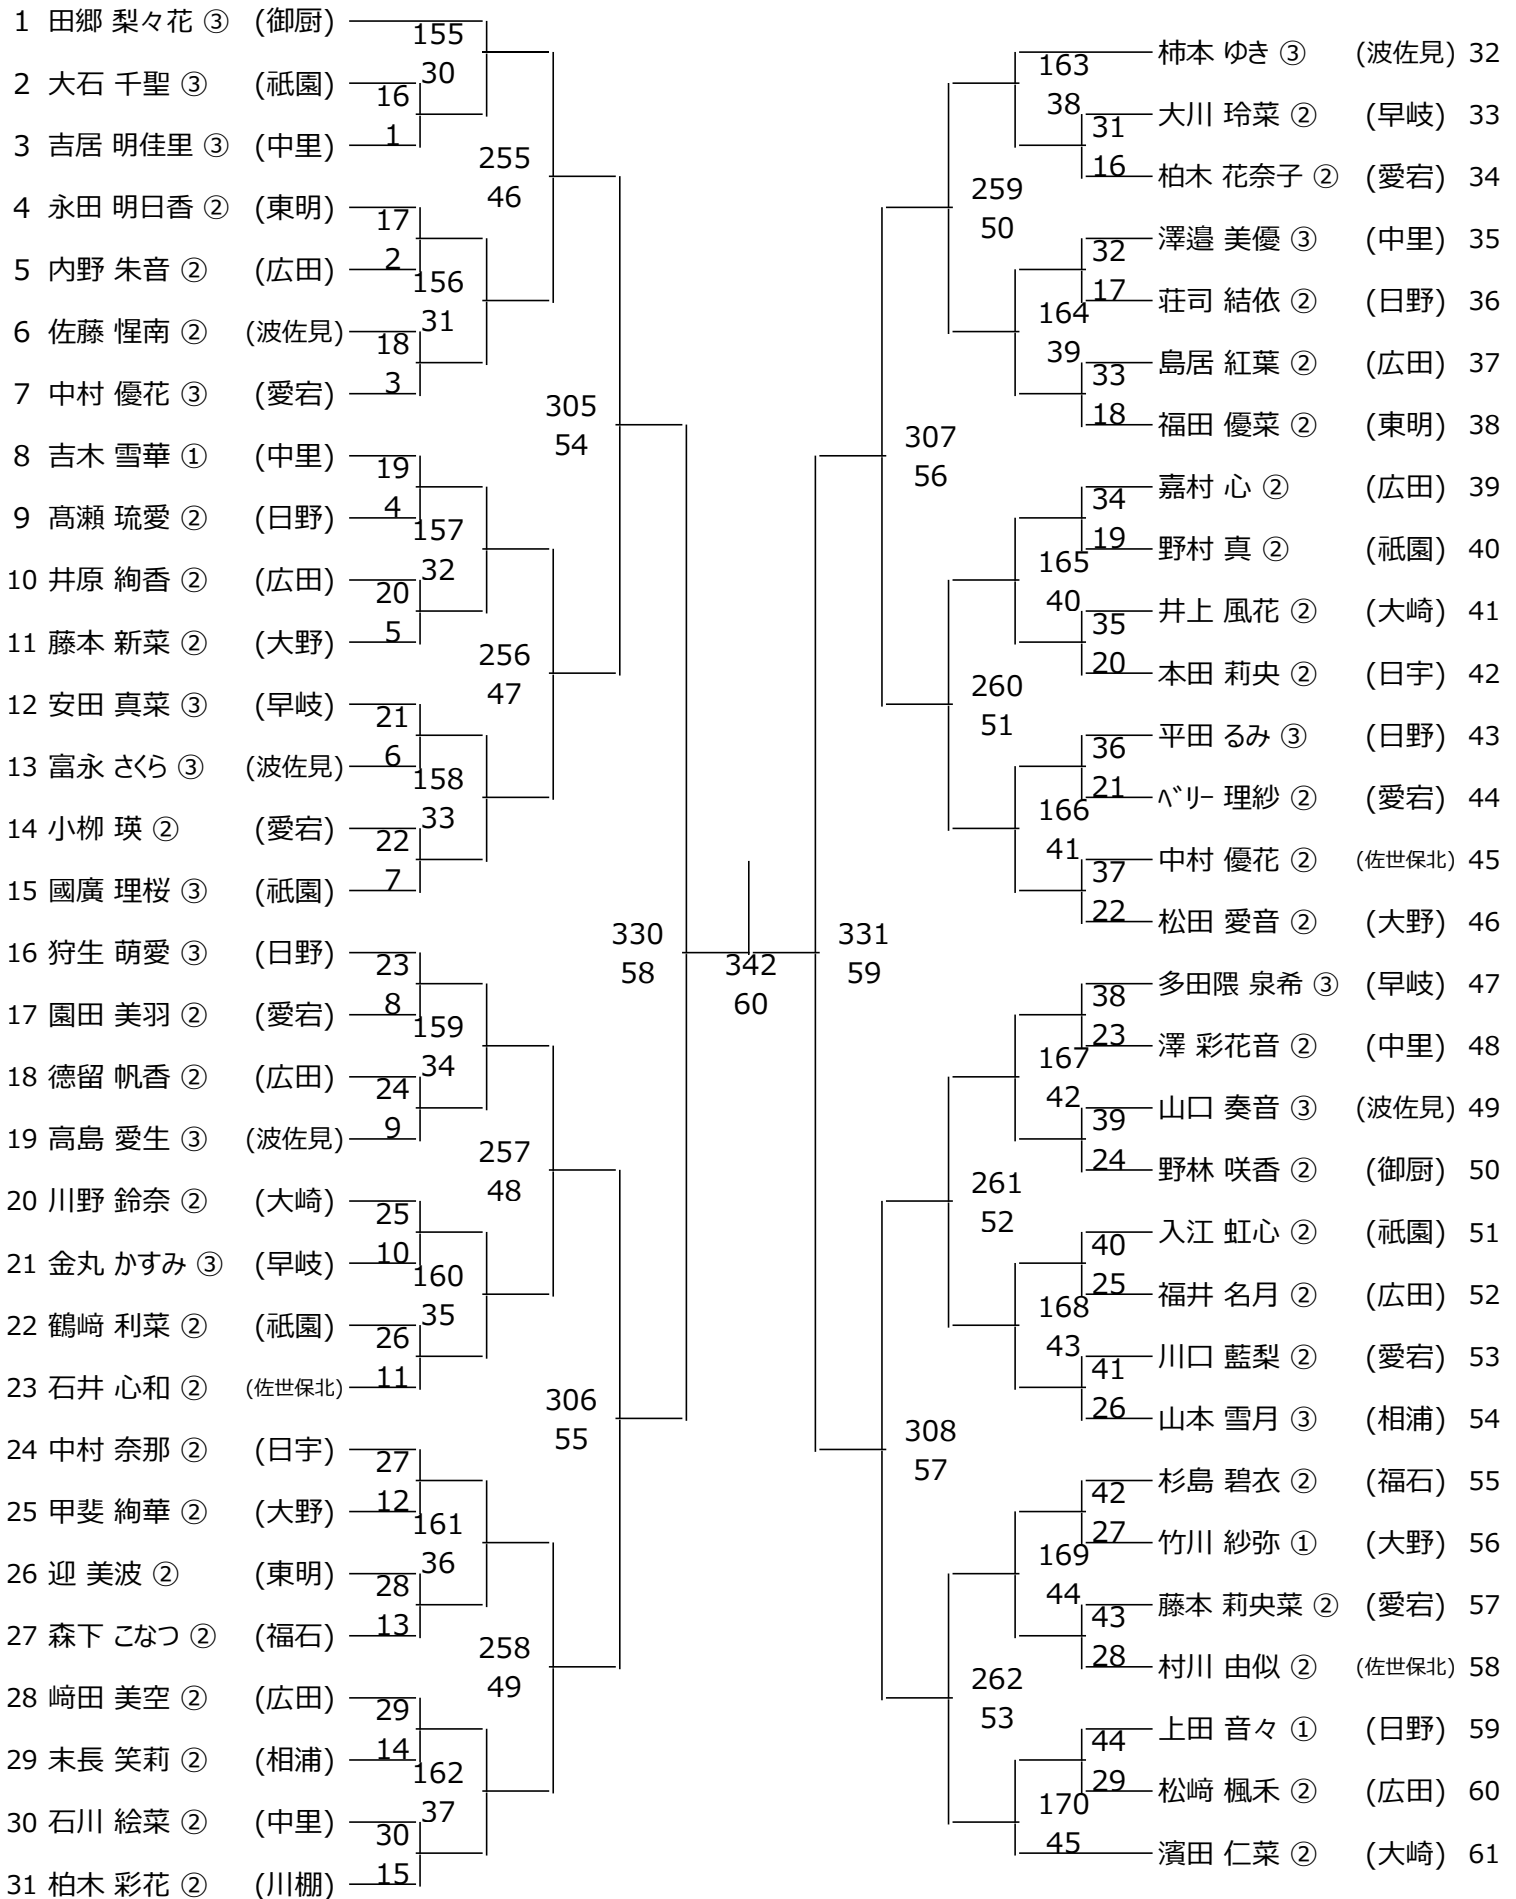 1 田郷 梨々花 ③ (御厨)
155
30
2 大石 千聖 ③ (祇園)
16
1
3 吉居 明佳里 ③ (中里)
255
46
4 永田 明日香 ② (東明)
17
2
5 内野 朱音 ② (広田)
156
31
6 佐藤 惺南 ② (波佐見)
18
3
7 中村 優花 ③ (愛宕)
305
54
8 吉木 雪華 ① (中里)
19
4
9 髙瀬 琉愛 ② (日野)
157
32
10 井原 絢香 ② (広田)
20
5
11 藤本 新菜 ② (大野)
256
47
12 安田 真菜 ③ (早岐)
21
6
13 富永 さくら ③ (波佐見)
158
33
14 小栁 瑛 ② (愛宕)
22
7
15 國廣 理桜 ③ (祇園)
330
58
16 狩生 萌愛 ③ (日野)
23
8
17 園田 美羽 ② (愛宕)
159
34
18 德留 帆香 ② (広田)
24
9
19 高島 愛生 ③ (波佐見)
257
48
20 川野 鈴奈 ② (大崎)
25
10
21 金丸 かすみ ③ (早岐)
160
35
22 鶴﨑 利菜 ② (祇園)
26
11
23 石井 心和 ② (佐世保北)
306
55
24 中村 奈那 ② (日宇)
27
12
25 甲斐 絢華 ② (大野)
161
36
26 迎 美波 ② (東明)
28
13
27 森下 こなつ ② (福石)
258
49
28 﨑田 美空 ② (広田)
29
14
29 末長 笑莉 ② (相浦)
162
37
30 石川 絵菜 ② (中里)
30
15
31 柏木 彩花 ② (川棚)
342
60
柿本 ゆき ③ (波佐見) 32
163
38
大川 玲菜 ② (早岐) 33
31
16
柏木 花奈子 ② (愛宕) 34
259
50
澤邉 美優 ③ (中里) 35
32
17
荘司 結依 ② (日野) 36
164
39
島居 紅葉 ② (広田) 37
33
18
福田 優菜 ② (東明) 38
307
56
嘉村 心 ② (広田) 39
34
19
野村 真 ② (祇園) 40
165
40
井上 風花 ② (大崎) 41
35
20
本田 莉央 ② (日宇) 42
260
51
平田 るみ ③ (日野) 43
36
21
ベリー 理紗 ② (愛宕) 44
166
41
中村 優花 ② (佐世保北) 45
37
22
松田 愛音 ② (大野) 46
331
59
多田隈 泉希 ③ (早岐) 47
38
23
澤 彩花音 ② (中里) 48
167
42
山口 奏音 ③ (波佐見) 49
39
24
野林 咲香 ② (御厨) 50
261
52
入江 虹心 ② (祇園) 51
40
25
福井 名月 ② (広田) 52
168
43
川口 藍梨 ② (愛宕) 53
41
26
山本 雪月 ③ (相浦) 54
308
57
杉島 碧衣 ② (福石) 55
42
27
竹川 紗弥 ① (大野) 56
169
44
藤本 莉央菜 ② (愛宕) 57
43
28
村川 由似 ② (佐世保北) 58
262
53
上田 音々 ① (日野) 59
44
29
松﨑 楓禾 ② (広田) 60
170
45
濱田 仁菜 ② (大崎) 61